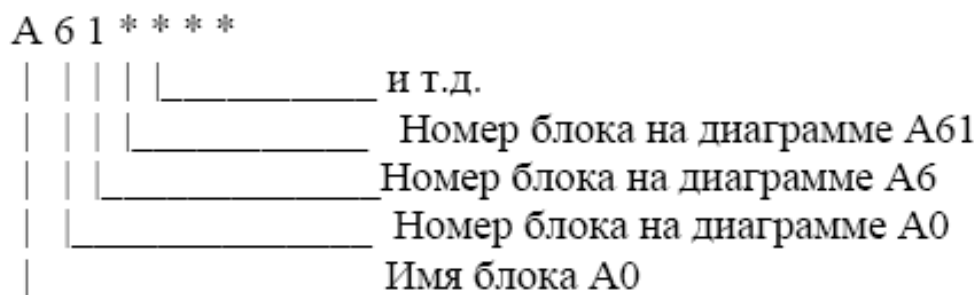 А 6 1 * * * *
и т.д.
Номер блока на диаграмме А61
Номер блока на диаграмме А6
Номер блока на диаграмме А0
Имя блока А0